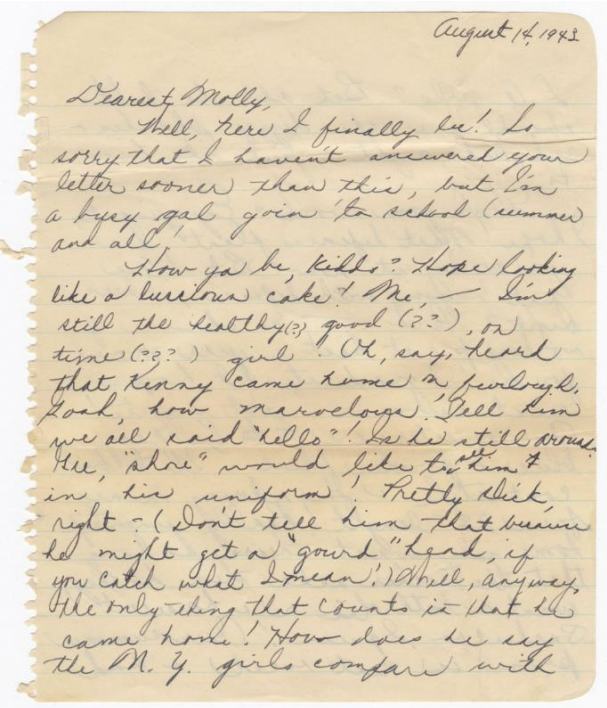 August 14, 1943
Dearest Molly,
Well, here I finally be! So
sorry that I haven't answered your
letter sooner than this, but I'm
a busy gal goin' to school (summer
and all!
How ya be, Kiddo? Hope looking
like a lussioun cake! Me, — I'm
still the healthy(?) good (??), on
time (???) girl! Oh, say, heard
that Kenny came home on furlough.
Gosh, how marvelous! Tell him
we all said "hello"! Is he still around?
Gee, "shore" would like to see him
in his uniform! Pretty slick,
right? (Don't tell him that because
he might get a "gourd" head, if
you catch what I mean!) Well, anyway,
the only thing that counts is that he
came home! How does he say
the N.Y. girls compare with